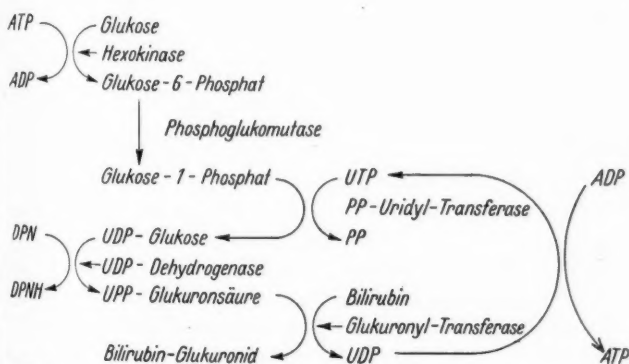 ATP Glukose
Hexokinase
ADP Glukose-6-Phosphat
Phosphoglukomutase
Glukose-1-Phosphat UTP ADP
PP-Uridyl-Transferase
DPN UDP-Glukose PP
UDP-Dehydrogenase
DPNH UPP-Glukuronsäure Bilirubin
Glukuronyl-Transferase
Bilirubin-Glukuronid UDP ATP